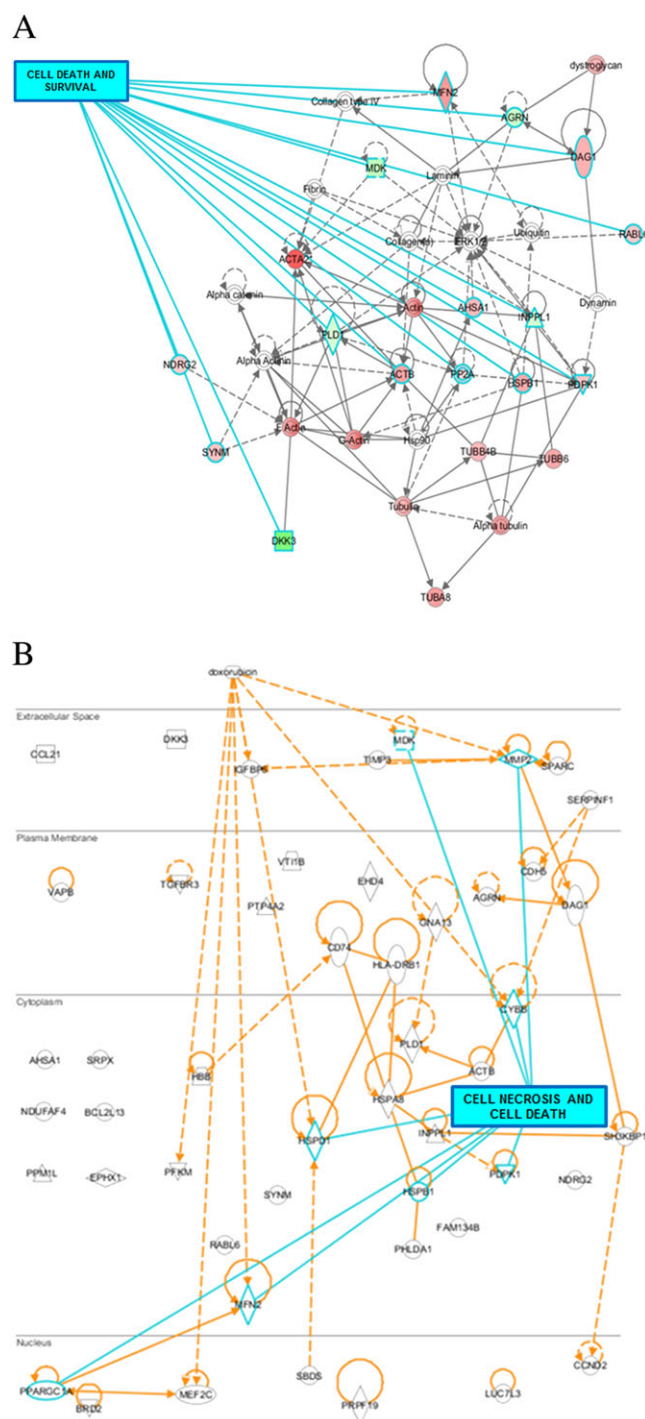 A
CELL DEATH AND
SURVIVAL
dystroglycan
MFN2
Collagen type IV
AGRN
DAG1
MDK
Laminin
Fibrin
RABL6
Collagen(s)
ERK1/2
Ubiquitin
ACTA2
Alpha catenin
Actin
AHSA1
INPPL1
Dynamin
PLD1
Alpha Actinin
NDRG2
ACTB
PP2A
HSPB1
PDPK1
F Actin
G-Actin
Hsp90
SYNM
TUBB4B
TUBB6
Tubulin
Alpha tubulin
DKK3
TUBA8
B
doxorubicin
Extracellular Space
CCL21
DKK3
MDK
IGFBP5
TIMP3
MMP2
SPARC
SERPINF1
Plasma Membrane
VAPB
TGFBR3
VTI1B
PTP4A2
EHD4
CDH5
AGRN
DAG1
GNA13
CD74
HLA-DRB1
Cytoplasm
CYBB
PLD1
AHSA1
SRPX
HBB
ACTB
HSPA8
CELL NECROSIS AND
CELL DEATH
NDUFAF4
BCL2L13
HSPD1
INPPL1
SH3KBP1
PPM1L
EPHX1
PFKM
PDPK1
NDRG2
SYNM
HSPB1
FAM134B
RABL6
PHLDA1
MFN2
Nucleus
PPARGC1A
BRD2
MEF2C
SBDS
PRPF19
LUC7L3
CCND2